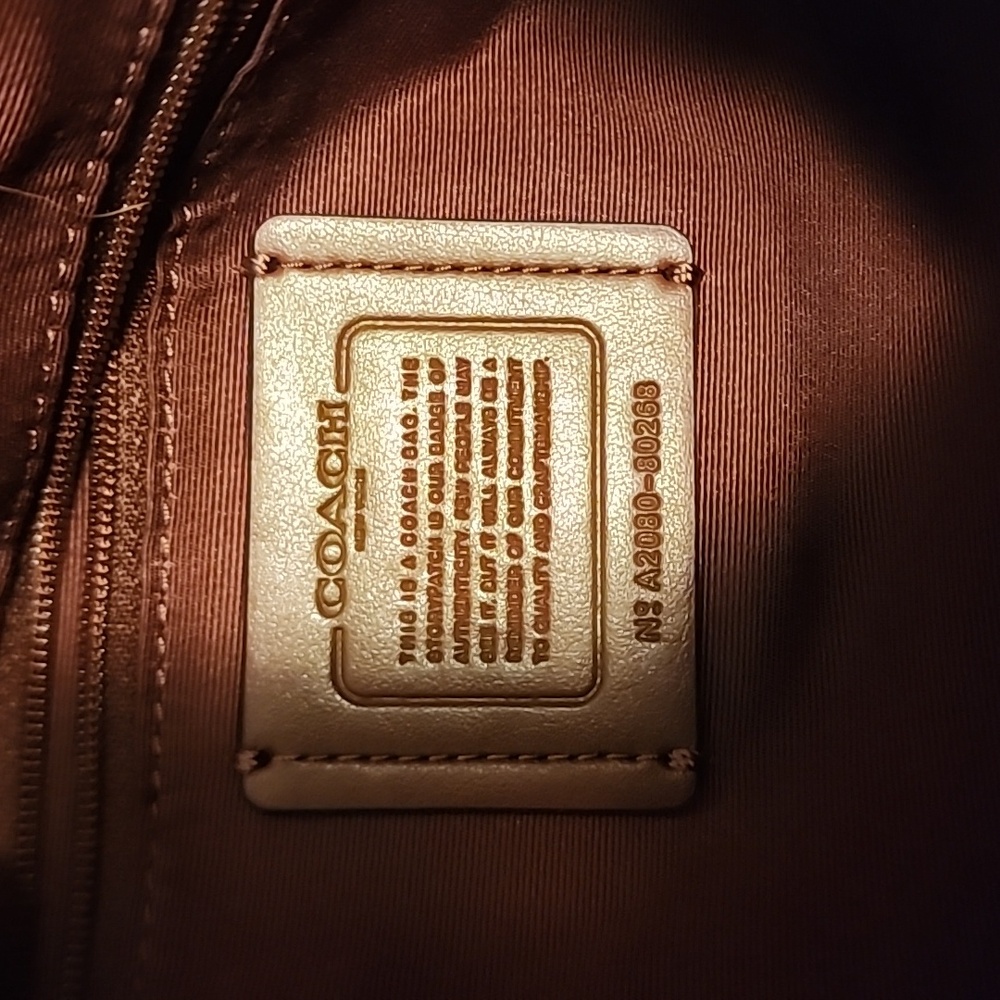 COACH
NEW YORK
THIS IS A COACH BAG. THE
STORYPATCH IS OUR BADGE OF
AUTHENTICITY. FEW PEOPLE MAY
SEE IT, BUT IT WILL ALWAYS BE A
REMINDER OF OUR COMMITMENT
TO QUALITY AND CRAFTSMANSHIP.
Nº A2080-80268